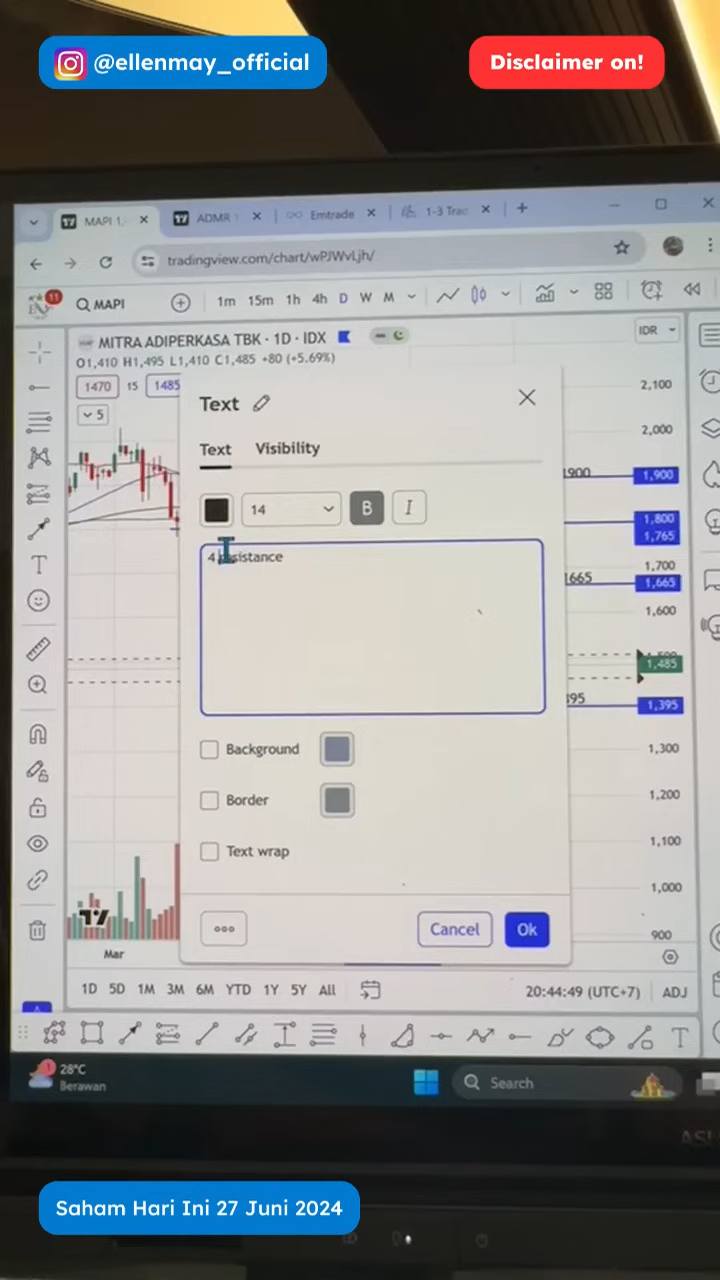 @ellenmay_official
Disclaimer on!
MAPI 1,
ADMR
Emtrade
1-3 Trac
tradingview.com/chart/wPJWvLjh/
11
MAPI
1m 15m 1h 4h D W M
MITRA ADIPERKASA TBK · 1D · IDX
IDR
O1,410 H1,495 L1,410 C1,485 +80 (+5.69%)
1470 15 1485
5
2,100
2,000
Text
Text Visibility
900
1,900
14 B I
1,800
1,765
1,700
665
1,665
1,600
1,485
95
1,395
Background
1,300
Border
1,200
Text wrap
1,100
1,000
900
Cancel
Ok
Mar
1D 5D 1M 3M 6M YTD 1Y 5Y All
20:44:49 (UTC+7) ADJ
28°C
Berawan
1
Search
Saham Hari Ini 27 Juni 2024